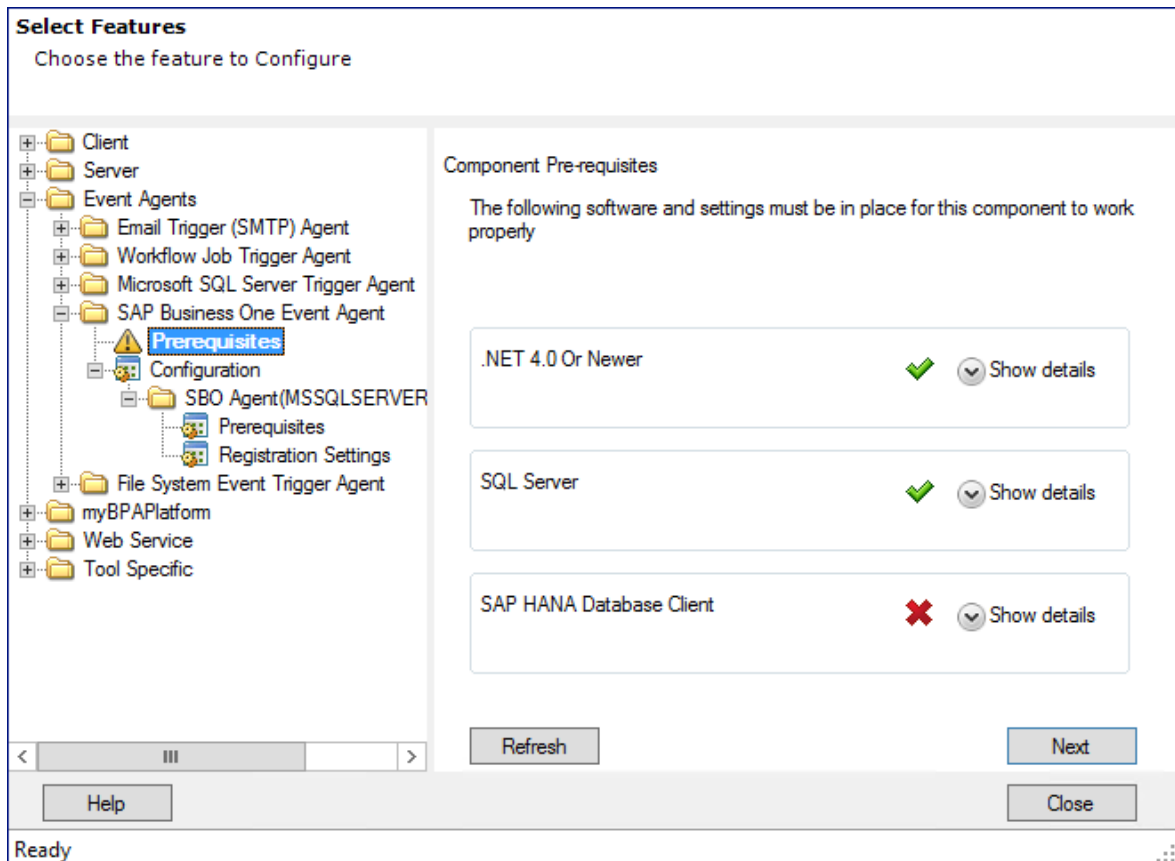 Select Features
Choose the feature to Configure
Client
Server
Event Agents
Email Trigger (SMTP) Agent
Workflow Job Trigger Agent
Microsoft SQL Server Trigger Agent
SAP Business One Event Agent
Prerequisites
Configuration
SBO Agent(MSSQLSERVER
Prerequisites
Registration Settings
File System Event Trigger Agent
myBPAPlatform
Web Service
Tool Specific
Component Pre-requisites
The following software and settings must be in place for this component to work
properly
.NET 4.0 Or Newer
Show details
SQL Server
Show details
SAP HANA Database Client
Show details
Refresh
Next
Help
Close
Ready